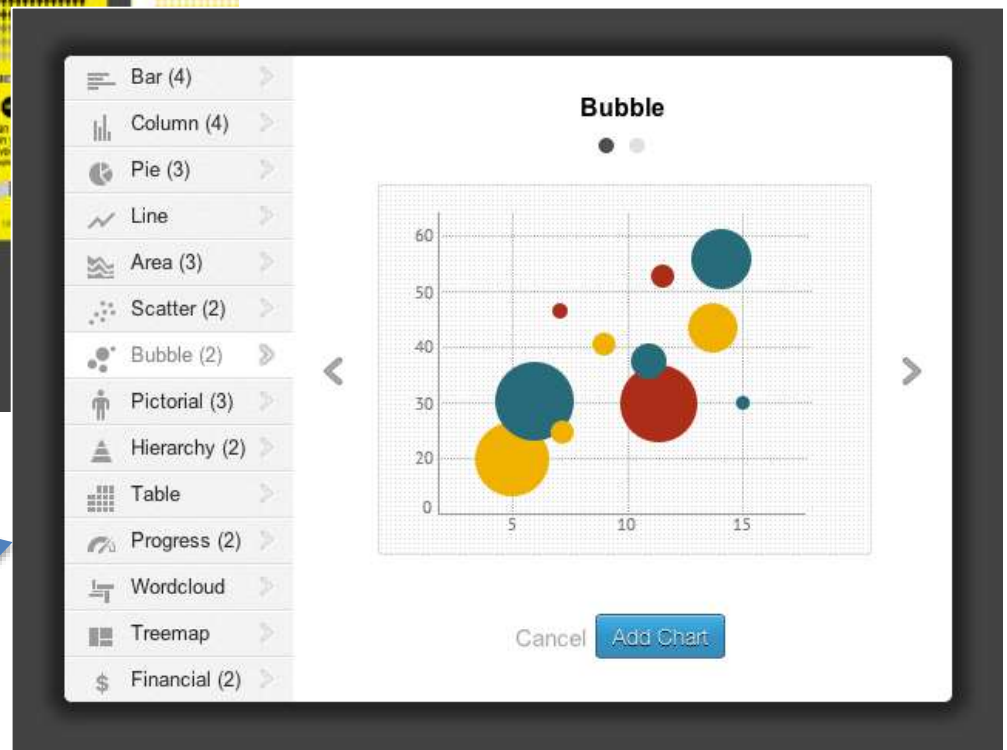 Bar (4)
Column (4)
Pie (3)
Line
Area (3)
Scatter (2)
Bubble (2)
Pictorial (3)
Hierarchy (2)
Table
Progress (2)
Wordcloud
Treemap
$ Financial (2)
Bubble
60
50
40
30
20
0
5 10 15
Cancel Add Chart